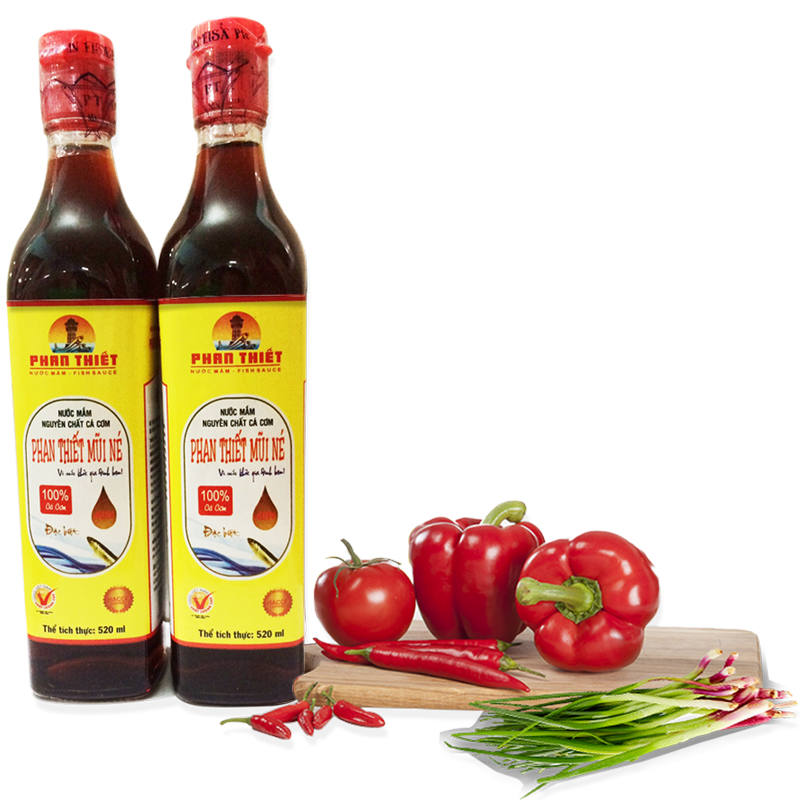 PT
PHAN THIẾT
NƯỚC MẮM - FISH SAUCE
NƯỚC MẮM
NGUYÊN CHẤT CÁ CƠM
PHAN THIẾT MŨI NÉ
100%
Cá Cơm
Đặc biệt
Thể tích thực: 520 ml
PHAN THIẾT
NƯỚC MẮM - FISH SAUCE
NƯỚC MẮM
NGUYÊN CHẤT CÁ CƠM
PHAN THIẾT MŨI NÉ
100%
Cá Cơm
Đặc biệt
HACCP
Thể tích thực: 520 ml